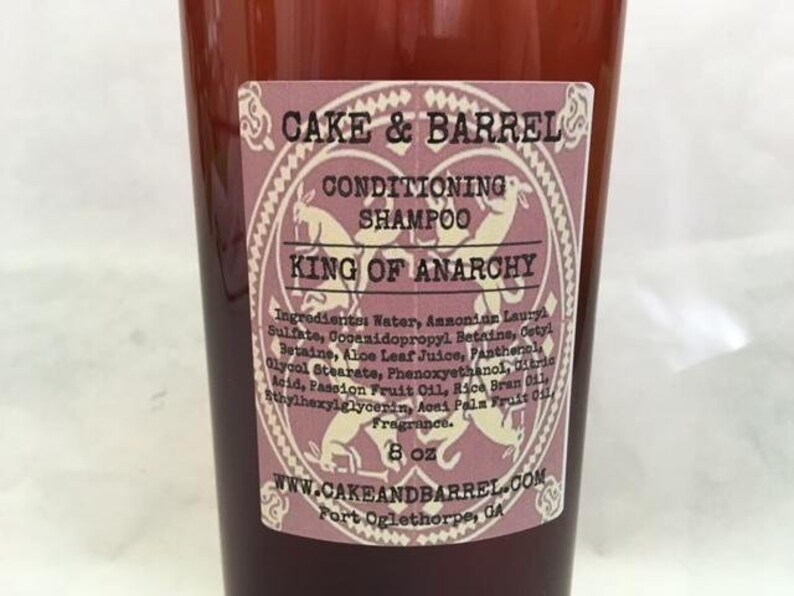 CAKE & BARREL
CONDITIONING
SHAMPOO
KING OF ANARCHY
Ingredients: Water, Ammonium Lauryl
Sulfate, Cocamidopropyl Betaine, Cetyl
Betaine, Aloe Leaf Juice, Panthenol,
Glycol Stearate, Phenoxyethanol, Citric
Acid, Passion Fruit Oil, Rice Bran Oil,
Ethylhexylglycerin, Acai Palm Fruit Oil,
Fragrance.
8 oz
WWW.CAKEANDBARREL.COM
Fort Oglethorpe, GA